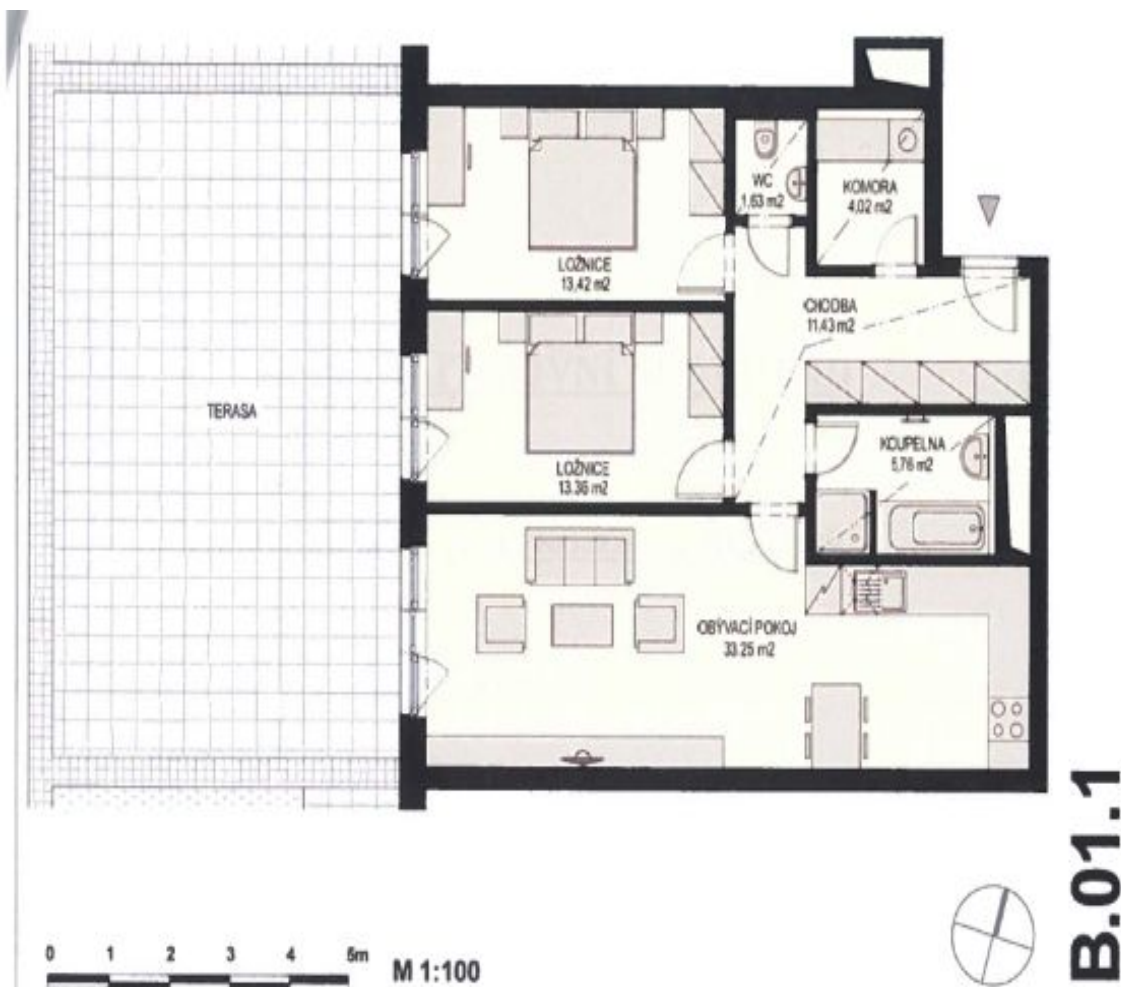 WC
1,63 m2
KOMORA
4,02 m2
LOŽNICE
13,42 m2
CHODBA
11.43 m2
TERASA
KOUPELNA
5,76 m2
LOŽNICE
13.36 m2
OBÝVACÍ POKOJ
33.25 m2
B.01.1
0 1 2 3 4 5m
M 1:100